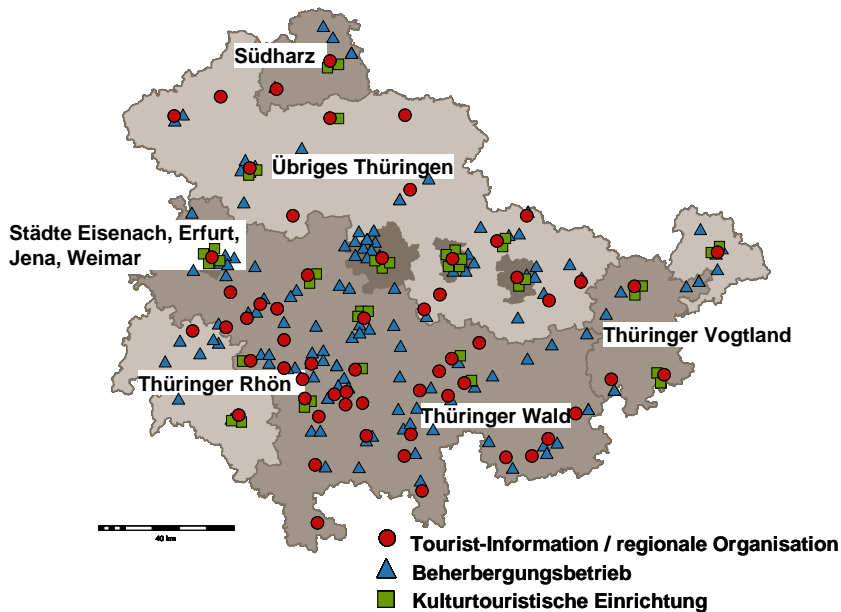 Südharz
Übriges Thüringen
Städte Eisenach, Erfurt,
Jena, Weimar
Thüringer Vogtland
Thüringer Rhön
Thüringer Wald
40 km
Tourist-Information / regionale Organisation
Beherbergungsbetrieb
Kulturtouristische Einrichtung